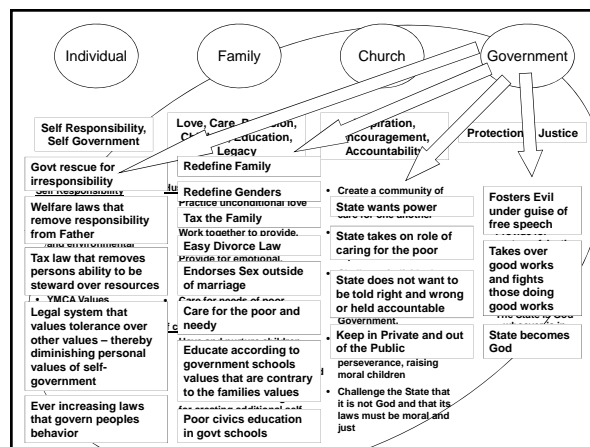 Individual
Family
Church
Government
Self Responsibility,
Self Government
Love, Care,
Education,
Legacy
Accountability
Protection
Justice
Govt rescue for
irresponsibility
Self Responsibility
Welfare laws that
remove responsibility
from Father
and environmental
Tax law that removes
persons ability to be
steward over resources
• YMCA Values
Legal system that
values tolerance over
other values – thereby
diminishing personal
values of self-
government
Ever increasing laws
that govern peoples
behavior
Redefine Family
Redefine Genders
Practice unconditional love
Tax the Family
Work together to provide.
Easy Divorce Law
Provide for emotional,
Endorses Sex outside
of marriage
Care for needs of poor
Care for the poor and
needy
Educate according to
government schools
values that are contrary
to the families values
Poor civics education
in govt schools
• Create a community of
State wants power
care for one another
State takes on role of
caring for the poor
State does not want to
be told right and wrong
or held accountable
Government.
Keep in Private and out
of the Public
perseverance, raising
moral children
• Challenge the State that
it is not God and that its
laws must be moral and
just
Fosters Evil
under guise of
free speech
Takes over
good works
and fights
those doing
good works
The State is God
State becomes
God